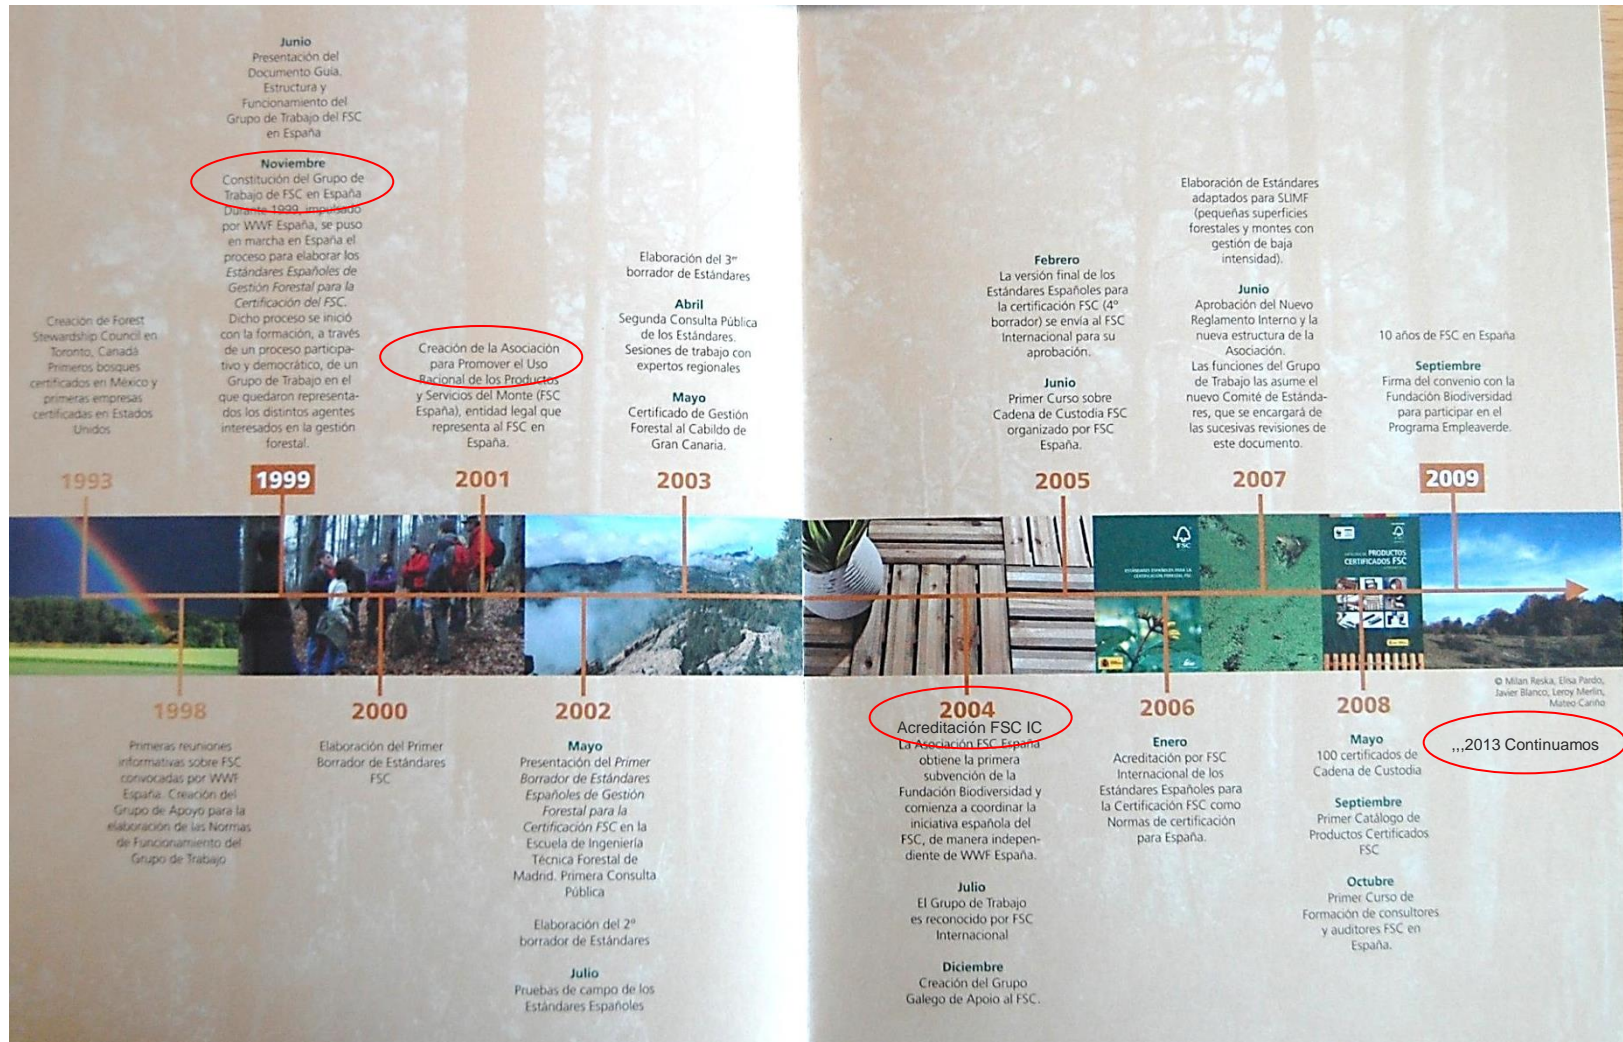 Junio
Presentación del
Documento Guía.
Estructura y
Funcionamiento del
Grupo de Trabajo del FSC
en España
Noviembre
Constitución del Grupo de
Trabajo de FSC en España
Durante 1999, impulsado
por WWF España, se puso
en marcha en España el
proceso para elaborar los
Estándares Españoles de
Gestión Forestal para la
Certificación del FSC.
Dicho proceso se inició
con la formación, a través
de un proceso participa-
tivo y democrático, de un
Grupo de Trabajo en el
que quedaron representa-
dos los distintos agentes
interesados en la gestión
forestal.
Creación de Forest
Stewardship Council en
Toronto, Canadá
Primeros bosques
certificados en México y
primeras empresas
certificadas en Estados
Unidos
Creación de la Asociación
para Promover el Uso
Racional de los Productos
y Servicios del Monte (FSC
España), entidad legal que
representa al FSC en
España.
Elaboración del 3er
borrador de Estándares
Abril
Segunda Consulta Pública
de los Estándares.
Sesiones de trabajo con
expertos regionales
Mayo
Certificado de Gestión
Forestal al Cabildo de
Gran Canaria.
1993
1999
2001
2003
1998
Primeras reuniones
informativas sobre FSC
convocadas por WWF
España. Creación del
Grupo de Apoyo para la
elaboración de las Normas
de Funcionamiento del
Grupo de Trabajo
2000
Elaboración del Primer
Borrador de Estándares
FSC
2002
Mayo
Presentación del Primer
Borrador de Estándares
Españoles de Gestión
Forestal para la
Certificación FSC en la
Escuela de Ingeniería
Técnica Forestal de
Madrid. Primera Consulta
Pública
Elaboración del 2º
borrador de Estándares
Julio
Pruebas de campo de los
Estándares Españoles
Febrero
La versión final de los
Estándares Españoles para
la certificación FSC (4º
borrador) se envía al FSC
Internacional para su
aprobación.
Junio
Primer Curso sobre
Cadena de Custodia FSC
organizado por FSC
España.
Elaboración de Estándares
adaptados para SLIMF
(pequeñas superficies
forestales y montes con
gestión de baja
intensidad).
Junio
Aprobación del Nuevo
Reglamento Interno y la
nueva estructura de la
Asociación.
Las funciones del Grupo
de Trabajo las asume el
nuevo Comité de Estánda-
res, que se encargará de
las sucesivas revisiones de
este documento.
10 años de FSC en España
Septiembre
Firma del convenio con la
Fundación Biodiversidad
para participar en el
Programa Empleaverde.
2005
2007
2009
FSC
ESTÁNDARES ESPAÑOLES PARA LA
CERTIFICACIÓN FORESTAL FSC
PRODUCTOS
CERTIFICADOS FSC
© Milan Reska, Elisa Pardo,
Javier Blanco, Leroy Merlin,
Mateo Cariño
2004
Acreditación FSC IC
La Asociación FSC España
obtiene la primera
subvención de la
Fundación Biodiversidad y
comienza a coordinar la
iniciativa española del
FSC, de manera indepen-
diente de WWF España.
Julio
El Grupo de Trabajo
es reconocido por FSC
Internacional
Diciembre
Creación del Grupo
Galego de Apoio al FSC.
2006
Enero
Acreditación por FSC
Internacional de los
Estándares Españoles para
la Certificación FSC como
Normas de certificación
para España.
2008
Mayo
100 certificados de
Cadena de Custodia
Septiembre
Primer Catálogo de
Productos Certificados
FSC
Octubre
Primer Curso de
Formación de consultores
y auditores FSC en
España.
,,,2013 Continuamos